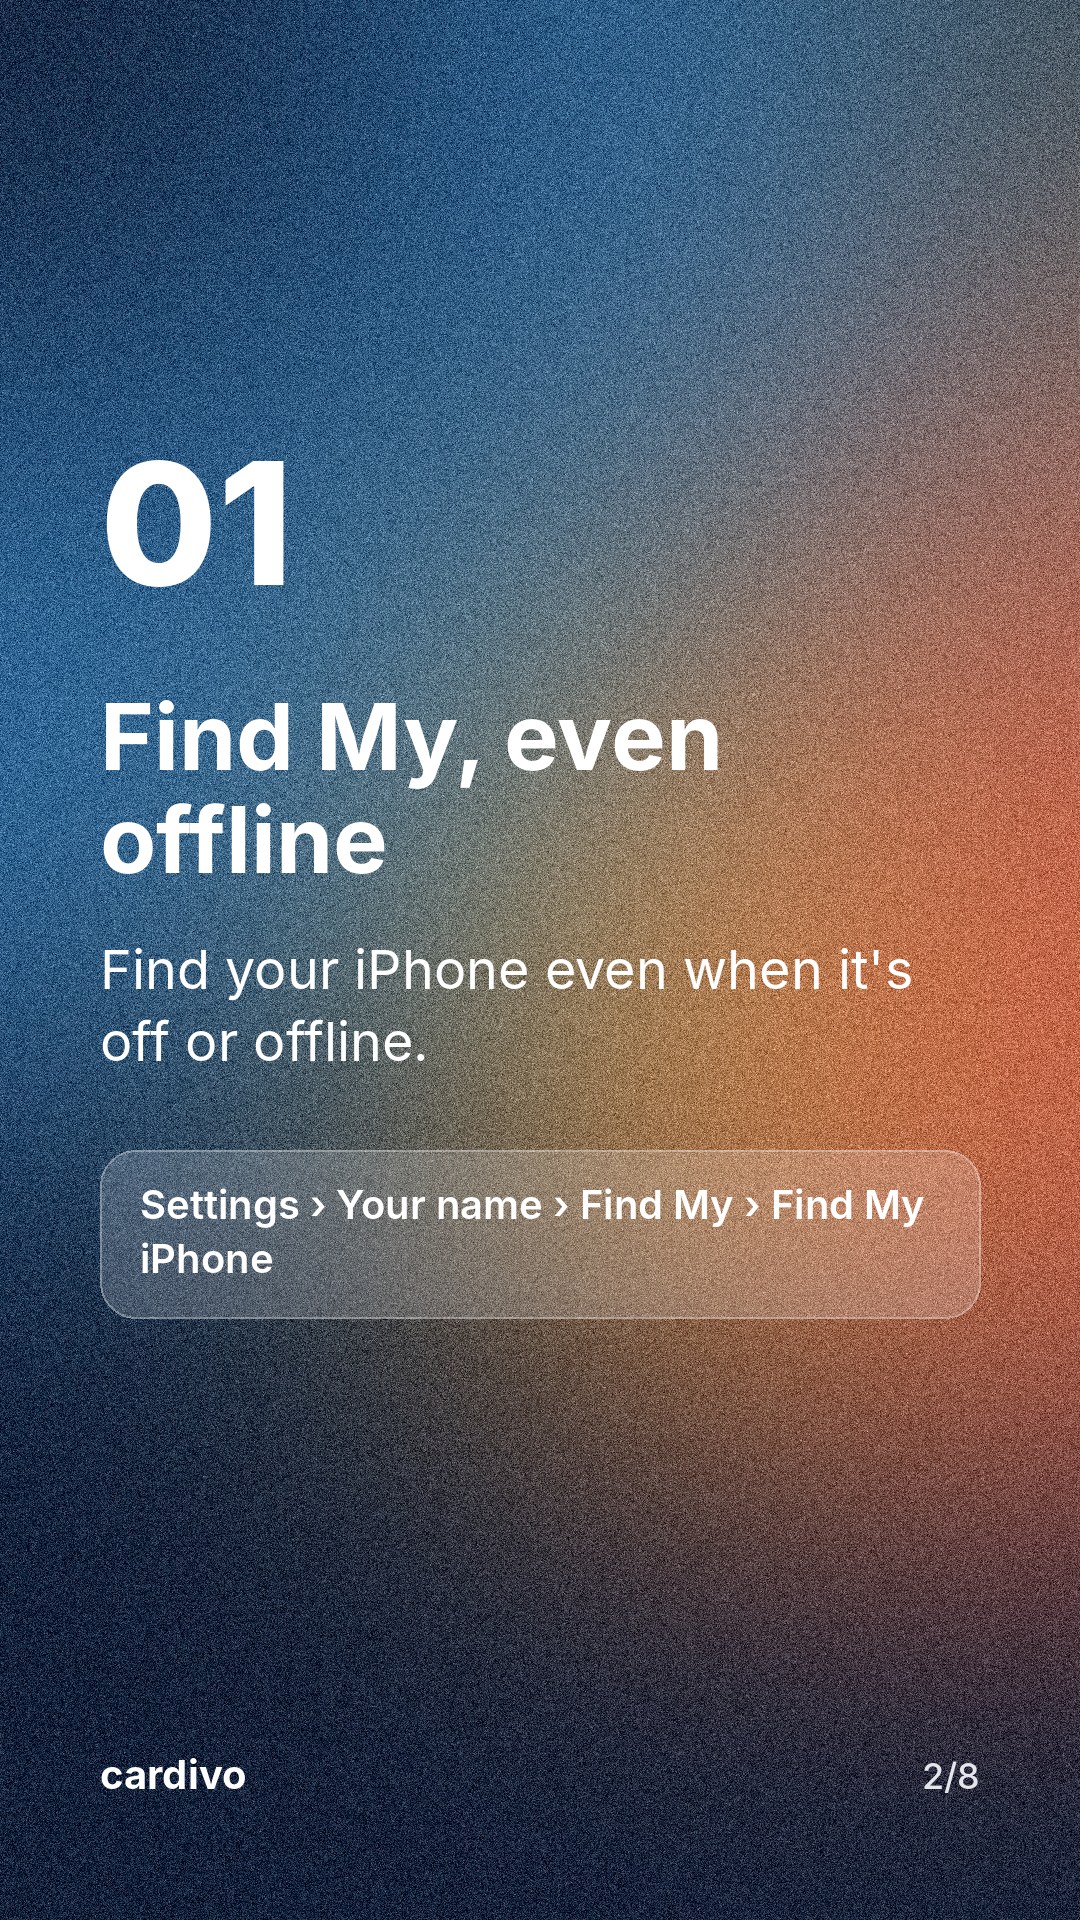 01
Find My, even
offline
Find your iPhone even when it's
off or offline.
Settings › Your name › Find My › Find My
iPhone
cardivo
2/8